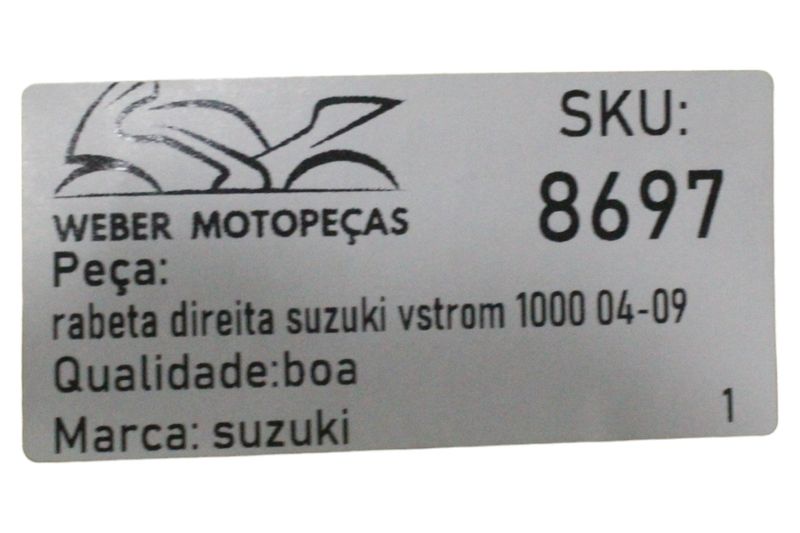 WEBER MOTOPEÇAS
SKU:
8697
Peça:
rabeta direita suzuki vstrom 1000 04-09
Qualidade:boa
Marca: suzuki
1